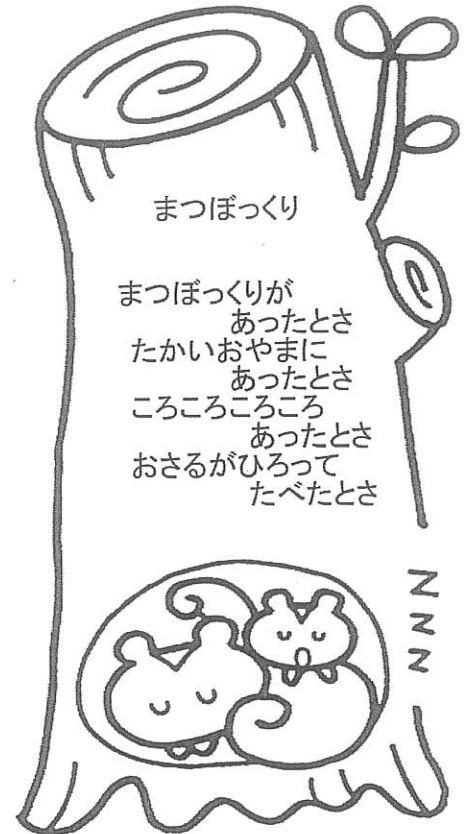 まつぼっくり
まつぼっくりが
あったとさ
たかいおやまに
あったとさ
ころころころころ
あったとさ
おさるがひろって
たべたとさ
Z
Z
Z